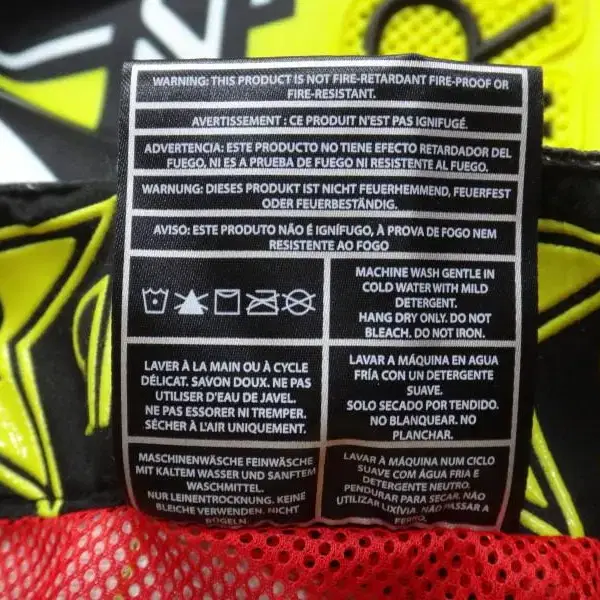 WARNING: THIS PRODUCT IS NOT FIRE-RETARDANT FIRE-PROOF OR
FIRE-RESISTANT.
AVERTISSEMENT : CE PRODUIT N'EST PAS IGNIFUGÉ.
ADVERTENCIA: ESTE PRODUCTO NO TIENE EFECTO RETARDADOR DEL
FUEGO, NI ES A PRUEBA DE FUEGO NI RESISTENTE AL FUEGO.
WARNUNG: DIESES PRODUKT IST NICHT FEUERHEMMEND, FEUERFEST
ODER FEUERBESTÄNDIG.
AVISO: ESTE PRODUTO NÃO É IGNÍFUGO, À PROVA DE FOGO NEM
RESISTENTE AO FOGO
MACHINE WASH GENTLE IN
COLD WATER WITH MILD
DETERGENT.
HANG DRY ONLY. DO NOT
BLEACH. DO NOT IRON.
LAVER À LA MAIN OU À CYCLE
DÉLICAT. SAVON DOUX. NE PAS
UTILISER D'EAU DE JAVEL.
NE PAS ESSORER NI TREMPER.
SÉCHER À L'AIR UNIQUEMENT.
LAVAR A MÁQUINA EN AGUA
FRÍA CON UN DETERGENTE
SUAVE.
SOLO SECADO POR TENDIDO.
NO BLANQUEAR. NO
PLANCHAR.
MASCHINENWÄSCHE FEINWÄSCHE
MIT KALTEM WASSER UND SANFTEM
WASCHMITTEL.
NUR LEINENTROCKNUNG. KEINE
BLEICHE VERWENDEN. NICHT
BÜGELN.
LAVAR À MÁQUINA NUM CICLO
SUAVE COM ÁGUA FRIA E
DETERGENTE NEUTRO.
PENDURAR PARA SECAR. NÃO
UTILIZAR LIXÍVIA. NÃO PASSAR A
FERRO.